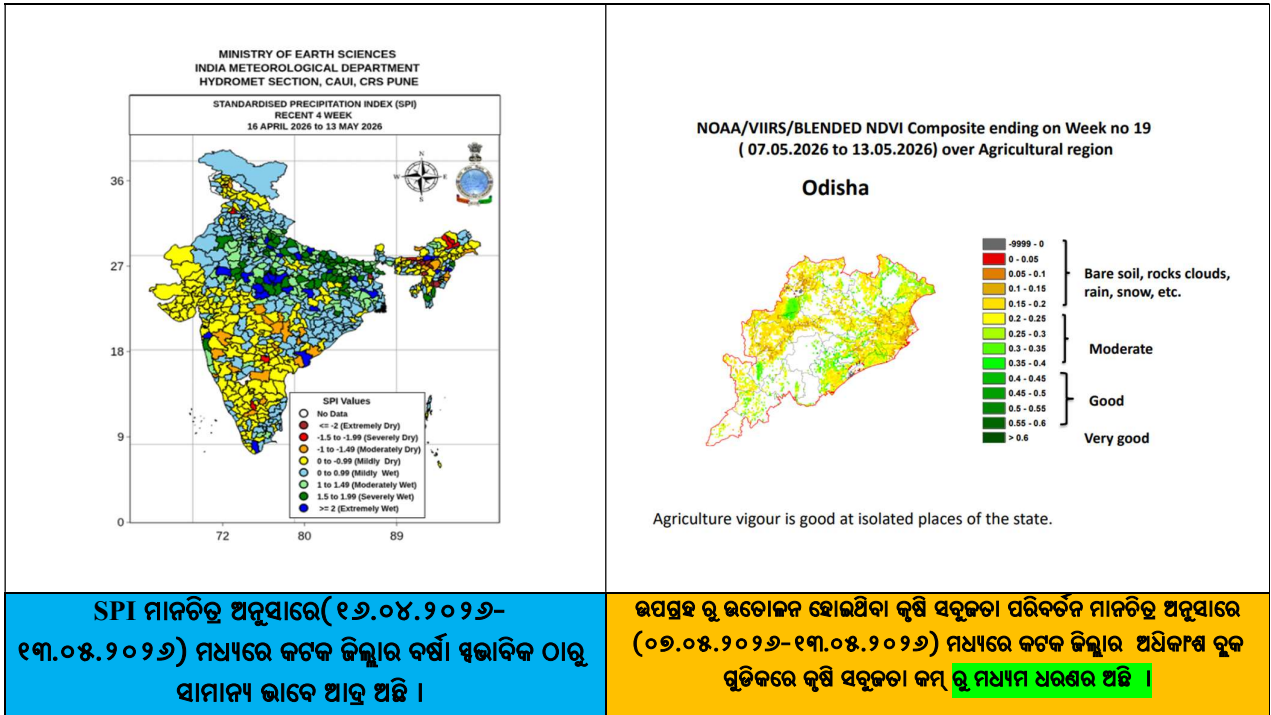 MINISTRY OF EARTH SCIENCES
INDIA METEOROLOGICAL DEPARTMENT
HYDROMET SECTION, CAUI, CRS PUNE
STANDARDISED PRECIPITATION INDEX (SPI)
RECENT 4 WEEK
16 APRIL 2026 to 13 MAY 2026
N
W E
S
36
27
18
9
0
72 80 89
SPI Values
No Data
<= -2 (Extremely Dry)
-1.5 to -1.99 (Severely Dry)
-1 to -1.49 (Moderately Dry)
0 to -0.99 (Mildly Dry)
0 to 0.99 (Mildly Wet)
1 to 1.49 (Moderately Wet)
1.5 to 1.99 (Severely Wet)
>= 2 (Extremely Wet)
NOAA/VIIRS/BLENDED NDVI Composite ending on Week no 19
( 07.05.2026 to 13.05.2026) over Agricultural region
Odisha
-9999 - 0
0 - 0.05
0.05 - 0.1
0.1 - 0.15
0.15 - 0.2
0.2 - 0.25
0.25 - 0.3
0.3 - 0.35
0.35 - 0.4
0.4 - 0.45
0.45 - 0.5
0.5 - 0.55
0.55 - 0.6
> 0.6
Bare soil, rocks clouds,
rain, snow, etc.
Moderate
Good
Very good
Agriculture vigour is good at isolated places of the state.
SPI ମାନଚିତ୍ର ଅନୁସାରେ(୧୬.୦୪.୨୦୨୬-
୧୩.୦୫.୨୦୨୬) ମଧ୍ୟରେ କଟକ ଜିଲ୍ଲାର ବର୍ଷା ସ୍ବଭାବିକ ଠାରୁ
ସାମାନ୍ୟ ଭାବେ ଆଦ୍ର ଅଛି ।
ଉପଗ୍ରହ ରୁ ଉତୋଳନ ହୋଇଥିବା କୃଷି ସବୁଜତା ପରିବର୍ତନ ମାନଚିତ୍ର ଅନୁସାରେ
(୦୭.୦୫.୨୦୨୬-୧୩.୦୫.୨୦୨୬) ମଧ୍ୟରେ କଟକ ଜିଲ୍ଲାର ଅଧିକାଂଶ ବ୍ଲକ
ଗୁଡିକରେ କୃଷି ସବୁଜତା କମ୍ ରୁ ମଧ୍ୟମ ଧରଣର ଅଛି ।